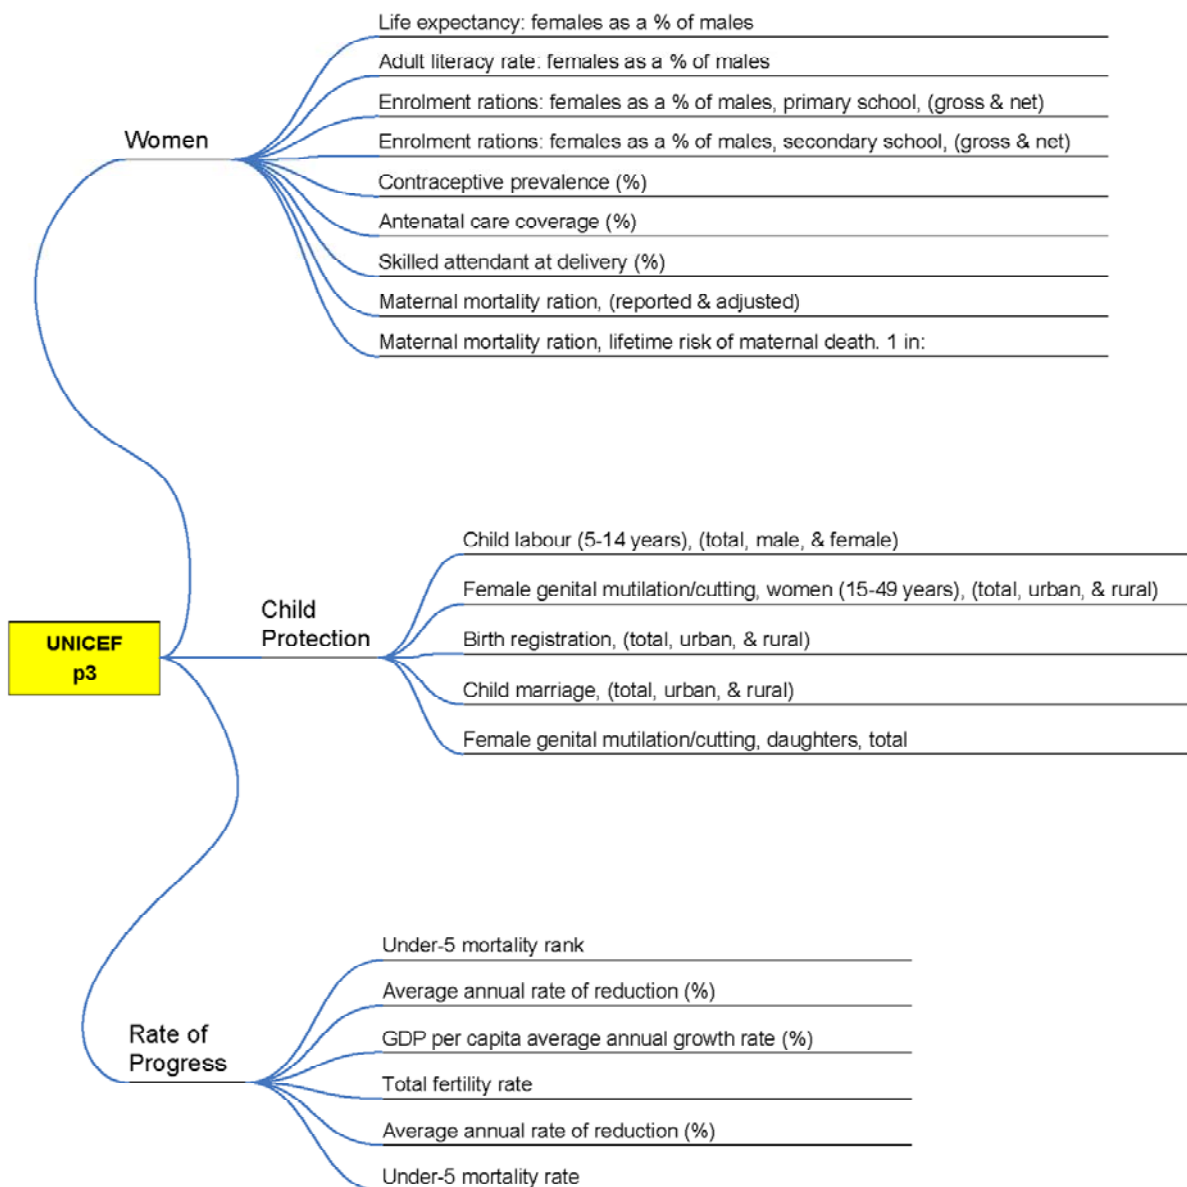 Life expectancy: females as a % of males
Adult literacy rate: females as a % of males
Enrolment rations: females as a % of males, primary school, (gross & net)
Women
Enrolment rations: females as a % of males, secondary school, (gross & net)
Contraceptive prevalence (%)
Antenatal care coverage (%)
Skilled attendant at delivery (%)
Maternal mortality ration, (reported & adjusted)
Maternal mortality ration, lifetime risk of maternal death. 1 in:
Child labour (5-14 years), (total, male, & female)
Female genital mutilation/cutting, women (15-49 years), (total, urban, & rural)
Child
Protection
Birth registration, (total, urban, & rural)
UNICEF
p3
Child marriage, (total, urban, & rural)
Female genital mutilation/cutting, daughters, total
Under-5 mortality rank
Average annual rate of reduction (%)
Rate of
Progress
GDP per capita average annual growth rate (%)
Total fertility rate
Average annual rate of reduction (%)
Under-5 mortality rate